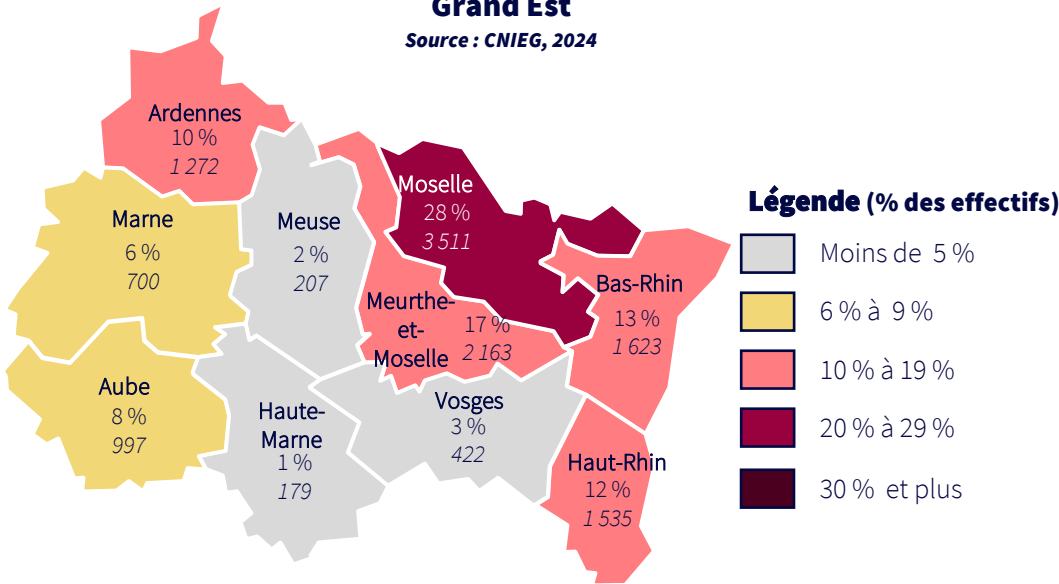 Grand Est
Source : CNIEG, 2024
Ardennes
10 %
1 272
Marne
6 %
700
Meuse
2 %
207
Moselle
28 %
3 511
Meurthe-
et-
Moselle
17 %
2 163
Bas-Rhin
13 %
1 623
Aube
8 %
997
Haute-
Marne
1 %
179
Vosges
3 %
422
Haut-Rhin
12 %
1 535
Légende (% des effectifs)
Moins de 5 %
6 % à 9 %
10 % à 19 %
20 % à 29 %
30 % et plus